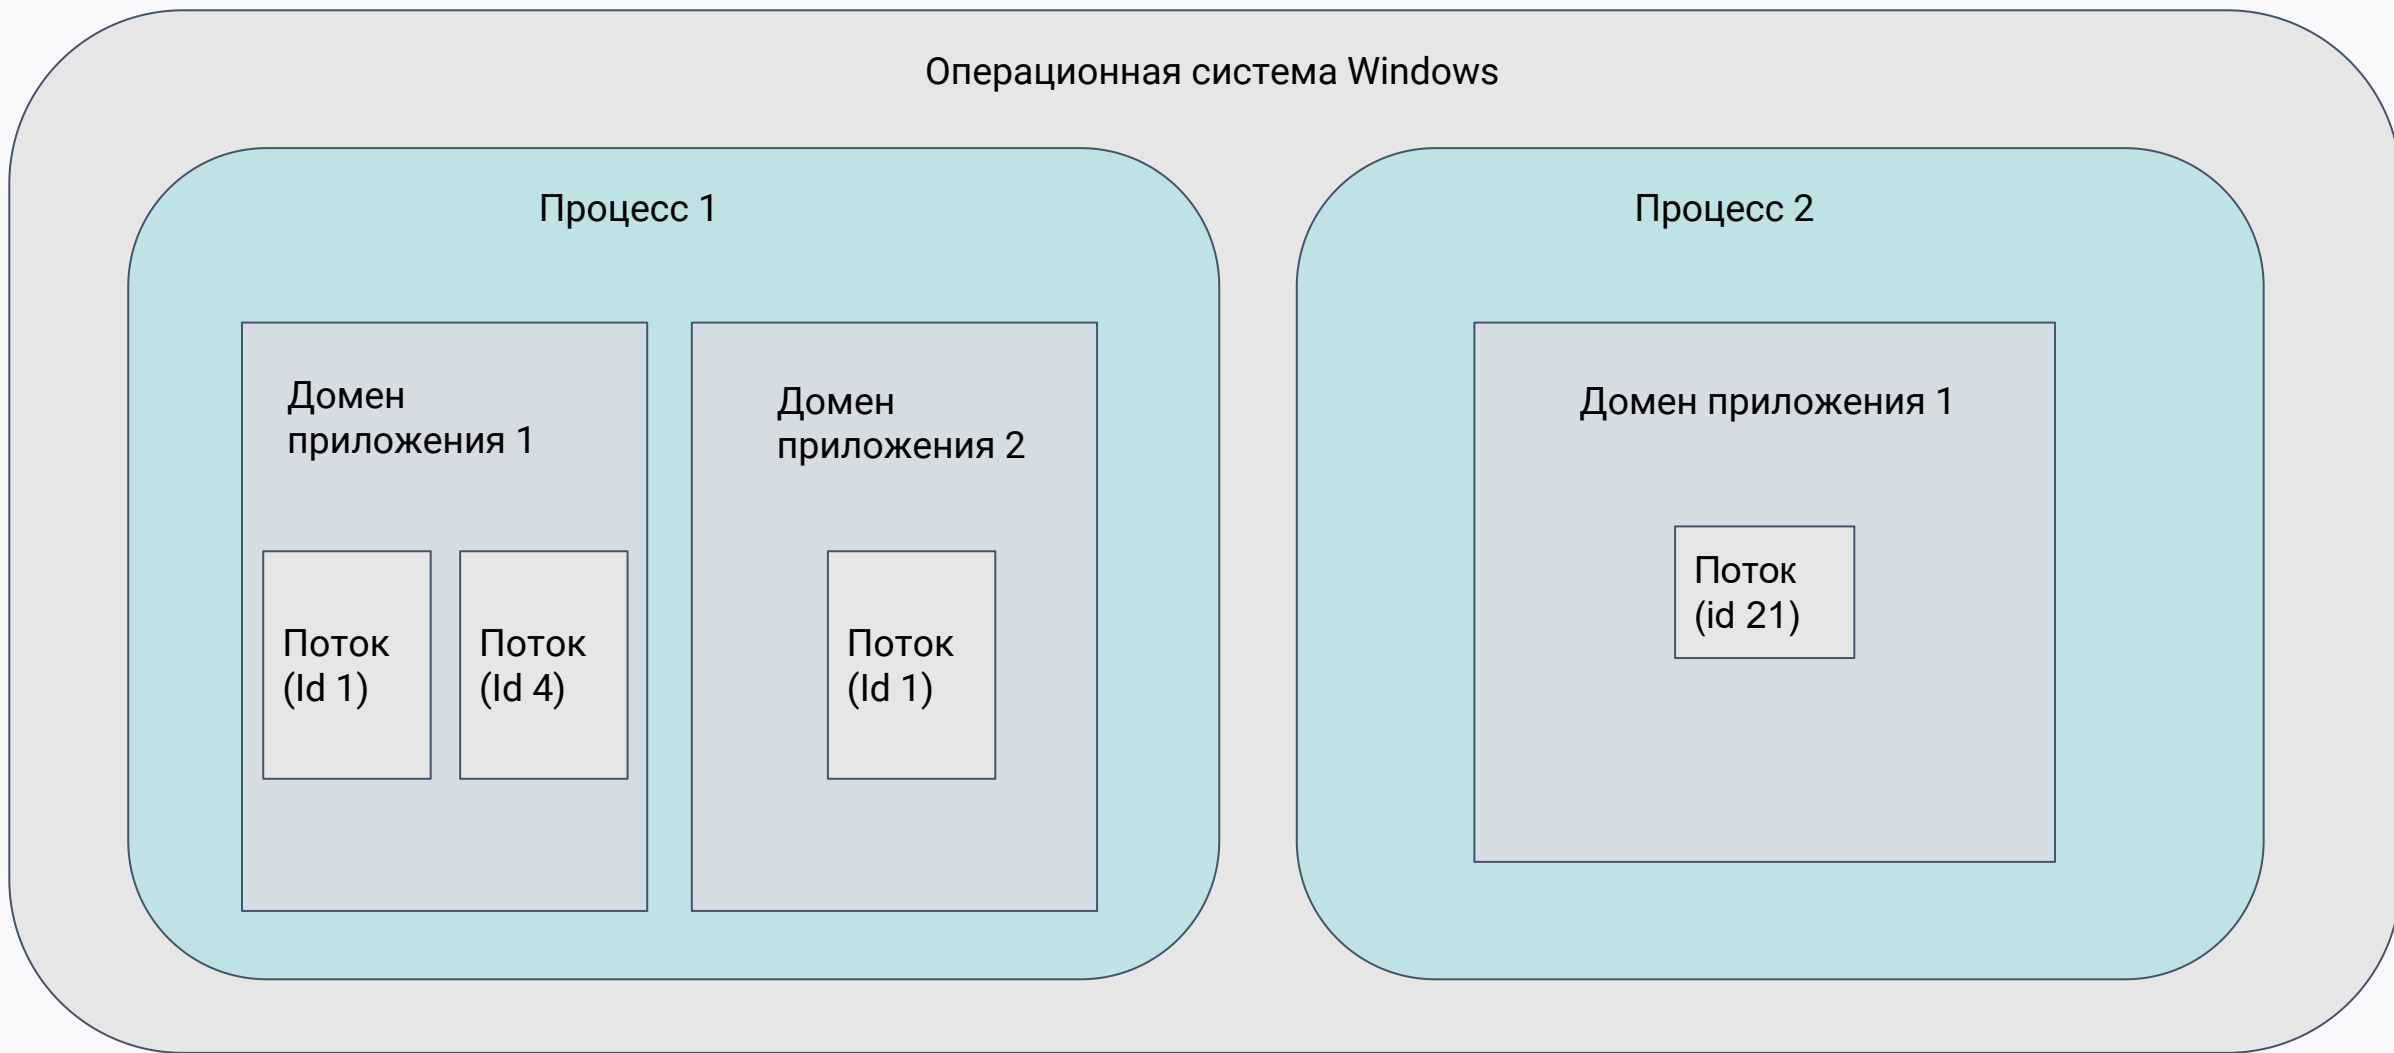 Операционная система Windows
Процесс 1
Домен
приложения 1
Поток
(Id 1)
Поток
(Id 4)
Домен
приложения 2
Поток
(Id 1)
Процесс 2
Домен приложения 1
Поток
(id 21)